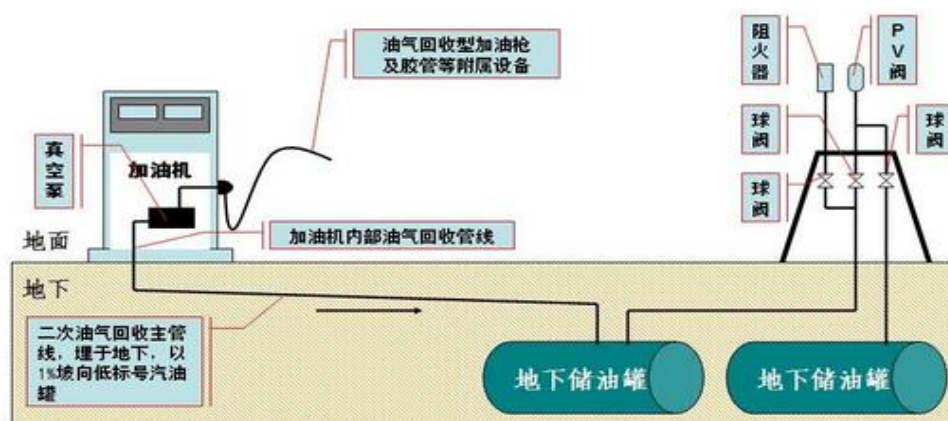 油气回收型加油枪
及胶管等附属设备
阻
火
器
P
V
阀
球
阀
球
阀
真
空
泵
加油机
球
阀
地面
加油机内部油气回收管线
地下
二次油气回收主管
线，埋于地下，以
1%坡向低标号汽油
罐
地下储油罐
地下储油罐